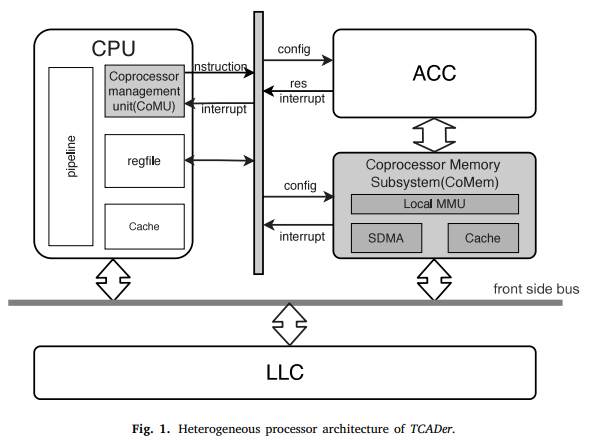 CPU
pipeline
Coprocessor
management
unit(CoMU)
regfile
Cache
nstruction
interrupt
config
res
interrupt
ACC
config
interrupt
Coprocessor Memory
Subsystem(CoMem)
Local MMU
SDMA
Cache
front side bus
LLC
Fig. 1. Heterogeneous processor architecture of TCADer.